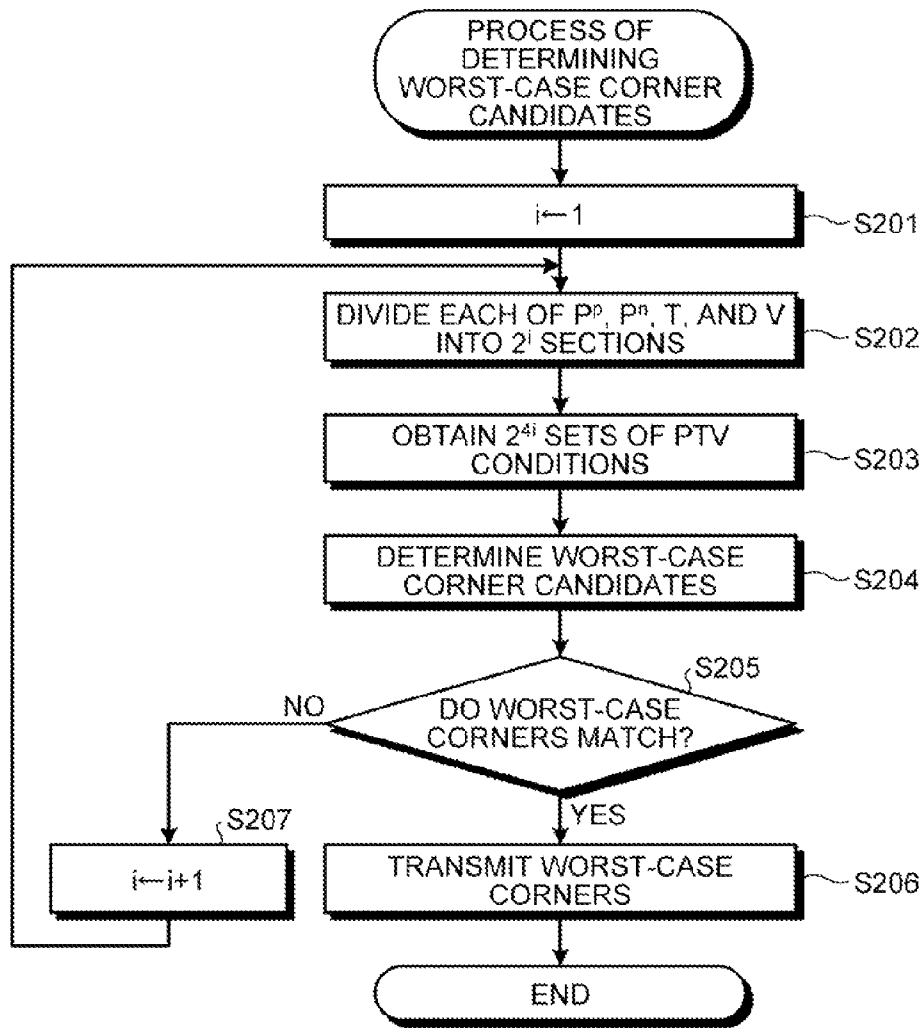 PROCESS OF
DETERMINING
WORST-CASE CORNER
CANDIDATES
i←1
S201
DIVIDE EACH OF Pᵖ, Pⁿ, T, AND V
INTO 2ⁱ SECTIONS
S202
OBTAIN 2⁴ⁱ SETS OF PTV
CONDITIONS
S203
DETERMINE WORST-CASE
CORNER CANDIDATES
S204
S205
NO
DO WORST-CASE
CORNERS MATCH?
YES
S207
i←i+1
TRANSMIT WORST-CASE
CORNERS
S206
END